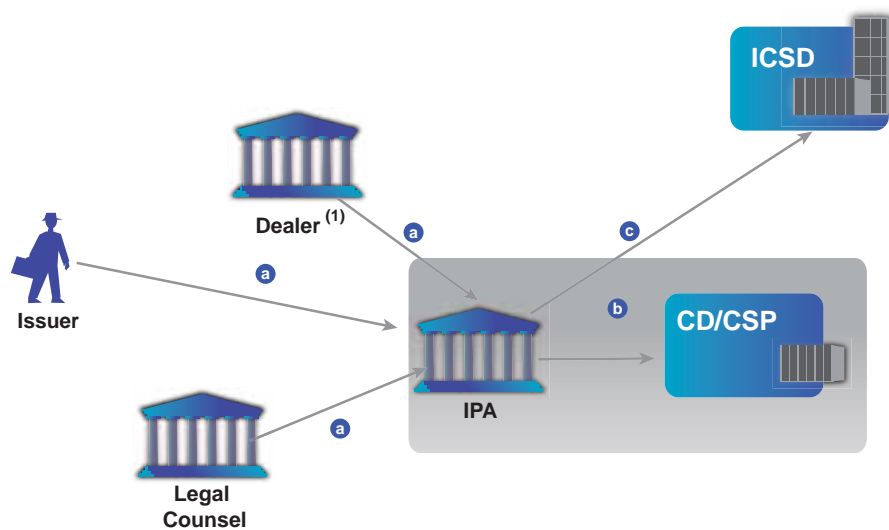 ICSD
Dealer (1)
a
c
a
Issuer
b
CD/CSP
IPA
a
Legal
Counsel